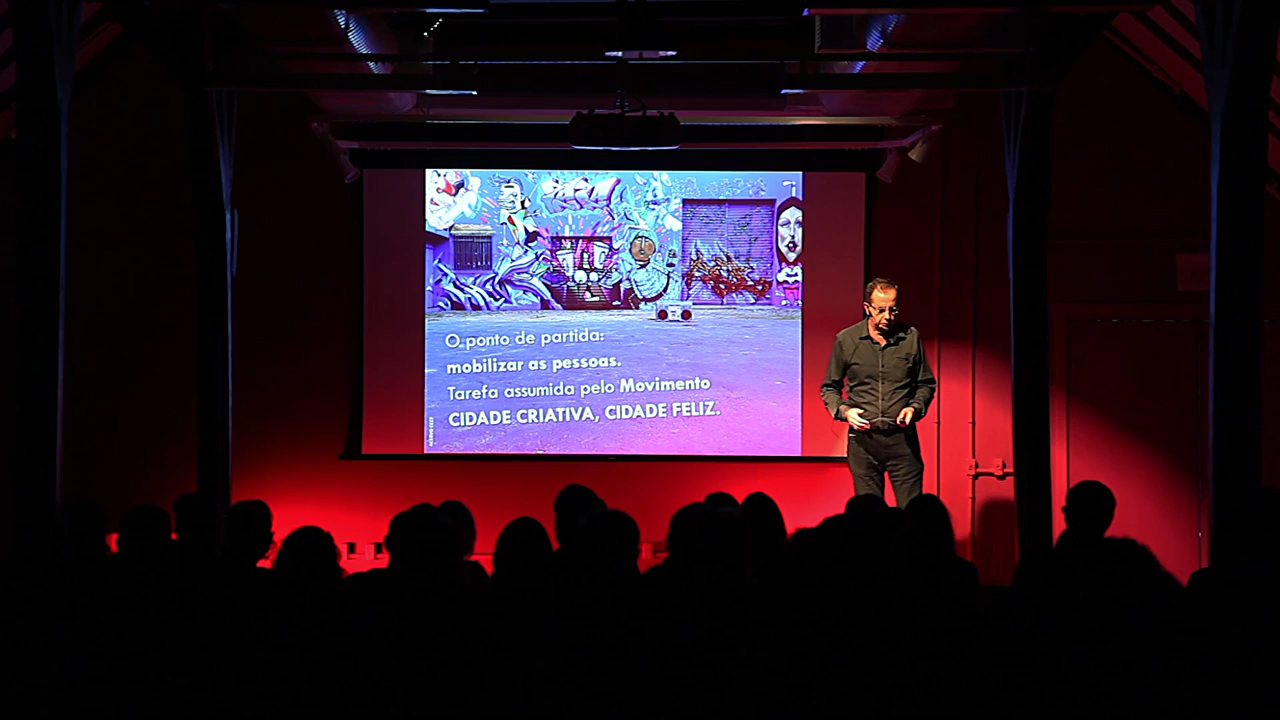 O ponto de partida:
mobilizar as pessoas.
Tarefa assumida pelo Movimento
CIDADE CRIATIVA, CIDADE FELIZ.